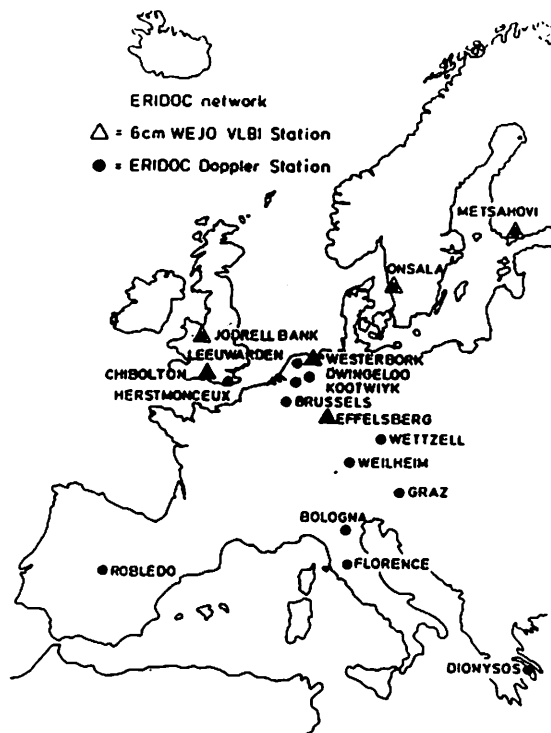 ERIDOC network
= 6cm WEJO VLBI Station
= ERIDOC Doppler Station
METSAHOVI
ONSALA
JODRELL BANK
LEEUWARDEN
WESTERBORK
CHIBOLTON
DWINGELOO
KOOTWIYK
HERSTMONCEUX
BRUSSELS
EFFELSBERG
WETTZELL
WEILHEIM
GRAZ
BOLOGNA
FLORENCE
ROBLEDO
DIONYSOS